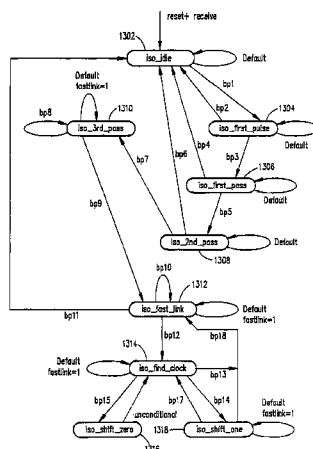 reset+ receive
1302
iso_idle
Default
bp1
bp2
Default
fastlink=1
1310
bp8
iso_3rd_pass
1304
iso_first_pulse
Default
bp4
bp3
bp6
bp7
1306
iso_first_pass
Default
bp9
bp5
iso_2nd_pass
Default
1308
bp10
1312
iso_fast_link
Default
fastlink=1
bp11
bp18
bp12
1314
Default
fastlink=1
iso_find_clock
bp13
bp15
unconditional
bp17
bp14
Default
fastlink=1
iso_shift_zero
1318
iso_shift_one
1316